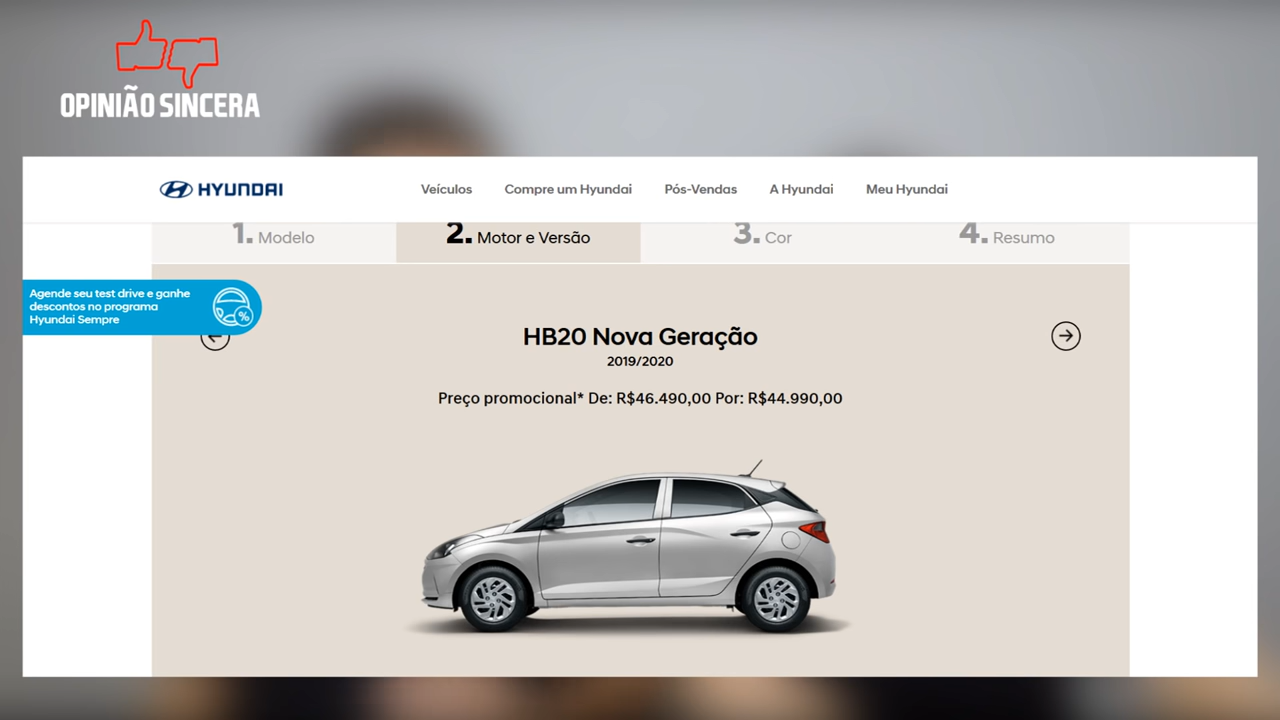 OPINIÃO SINCERA
HYUNDAI
Veículos
Compre um Hyundai
Pós-Vendas
A Hyundai
Meu Hyundai
1. Modelo
2. Motor e Versão
3. Cor
4. Resumo
Agende seu test drive e ganhe
descontos no programa
Hyundai Sempre
%
HB20 Nova Geração
2019/2020
Preço promocional* De: R$46.490,00 Por: R$44.990,00